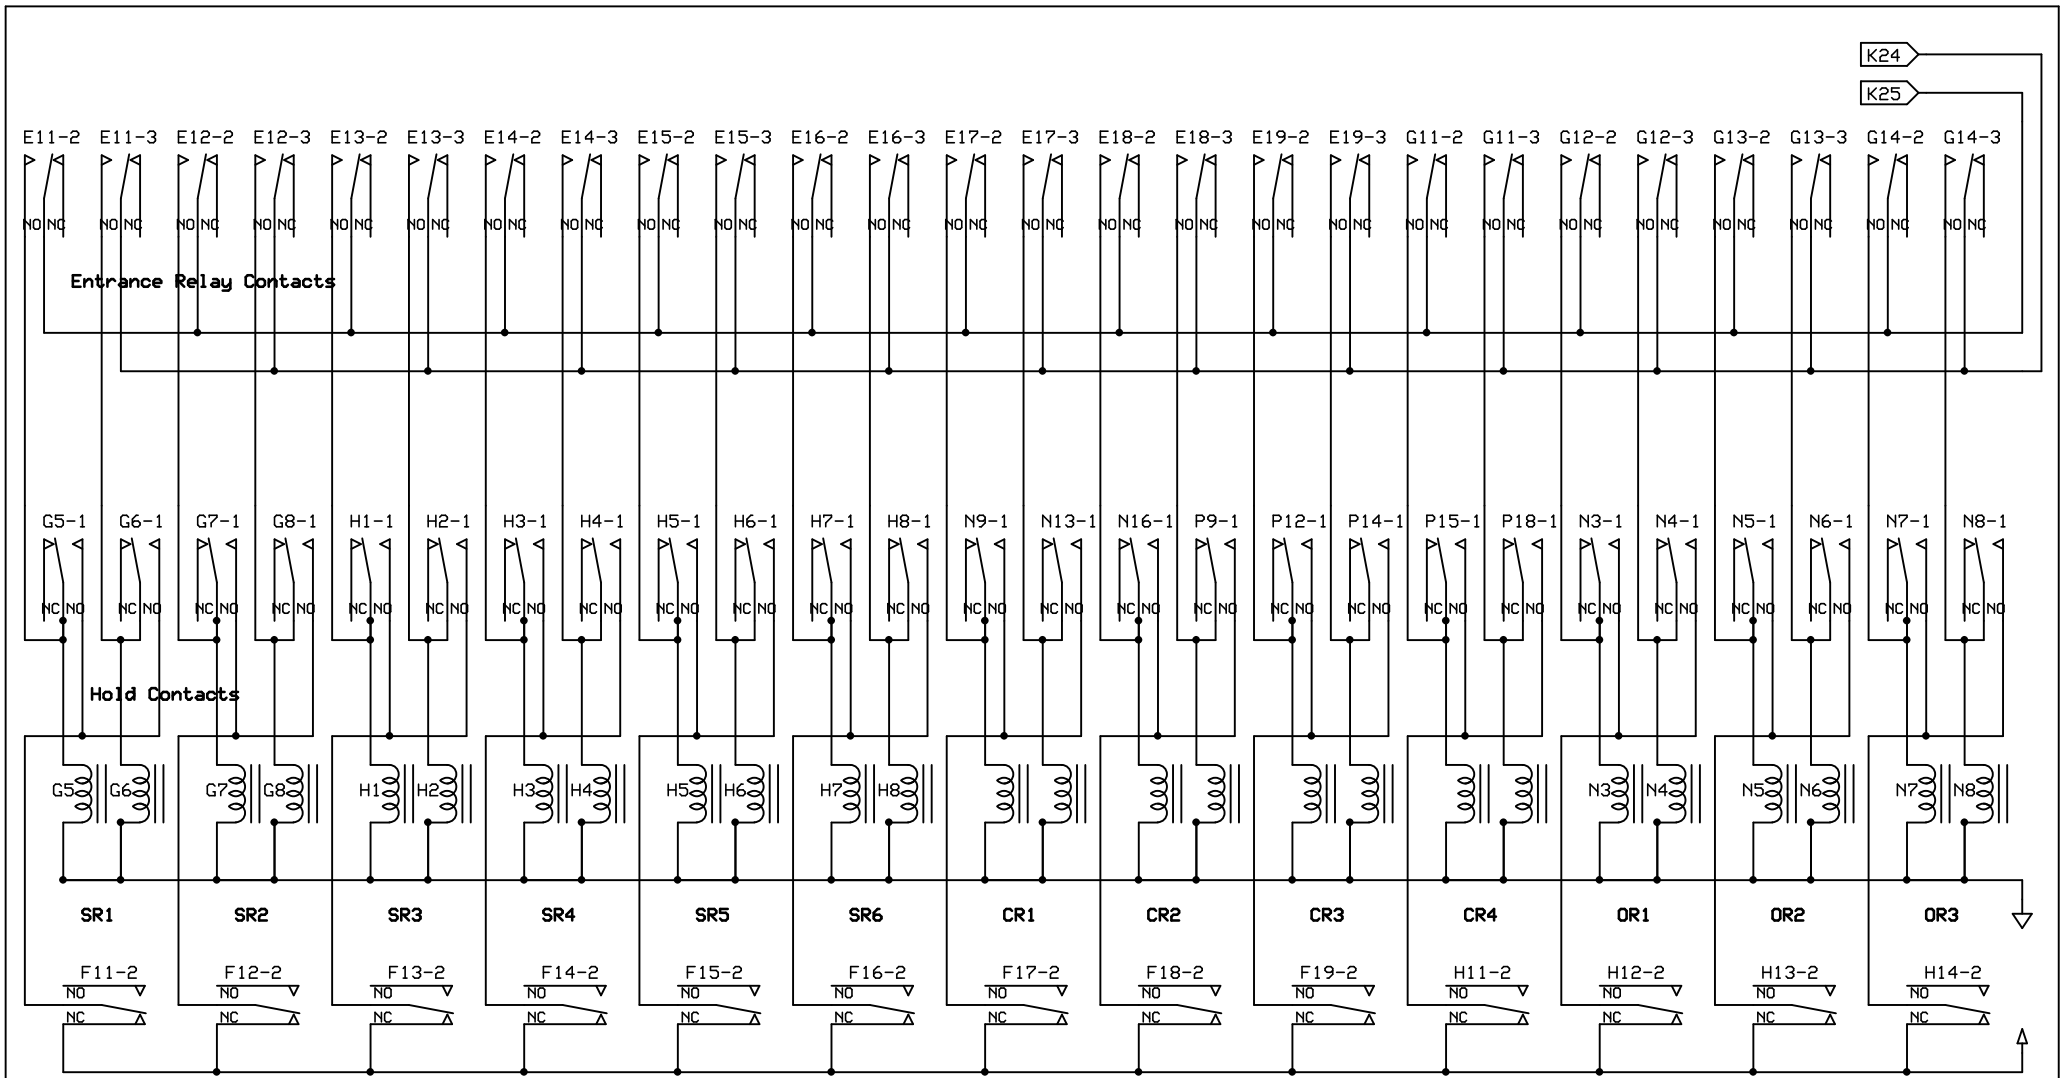 K24
K25
E11-2 E11-3 E12-2 E12-3 E13-2 E13-3 E14-2 E14-3 E15-2 E15-3 E16-2 E16-3 E17-2 E17-3 E18-2 E18-3 E19-2 E19-3 G11-2 G11-3 G12-2 G12-3 G13-2 G13-3 G14-2 G14-3
NO NC NO NC NO NC NO NC NO NC NO NC NO NC NO NC NO NC NO NC NO NC NO NC NO NC NO NC NO NC NO NC NO NC NO NC NO NC NO NC NO NC NO NC NO NC NO NC NO NC NO NC
Entrance Relay Contacts
G5-1 G6-1 G7-1 G8-1 H1-1 H2-1 H3-1 H4-1 H5-1 H6-1 H7-1 H8-1 N9-1 N13-1 N16-1 P9-1 P12-1 P14-1 P15-1 P18-1 N3-1 N4-1 N5-1 N6-1 N7-1 N8-1
NC NO NC NO NC NO NC NO NC NO NC NO NC NO NC NO NC NO NC NO NC NO NC NO NC NO NC NO NC NO NC NO NC NO NC NO NC NO NC NO NC NO NC NO NC NO NC NO NC NO NC NO
Hold Contacts
G5 G6 G7 G8 H1 H2 H3 H4 H5 H6 H7 H8 N3 N4 N5 N6 N7 N8
SR1 SR2 SR3 SR4 SR5 SR6 CR1 CR2 CR3 CR4 OR1 OR2 OR3
F11-2 F12-2 F13-2 F14-2 F15-2 F16-2 F17-2 F18-2 F19-2 H11-2 H12-2 H13-2 H14-2
NO NO NO NO NO NO NO NO NO NO NO NO NO
NC NC NC NC NC NC NC NC NC NC NC NC NC